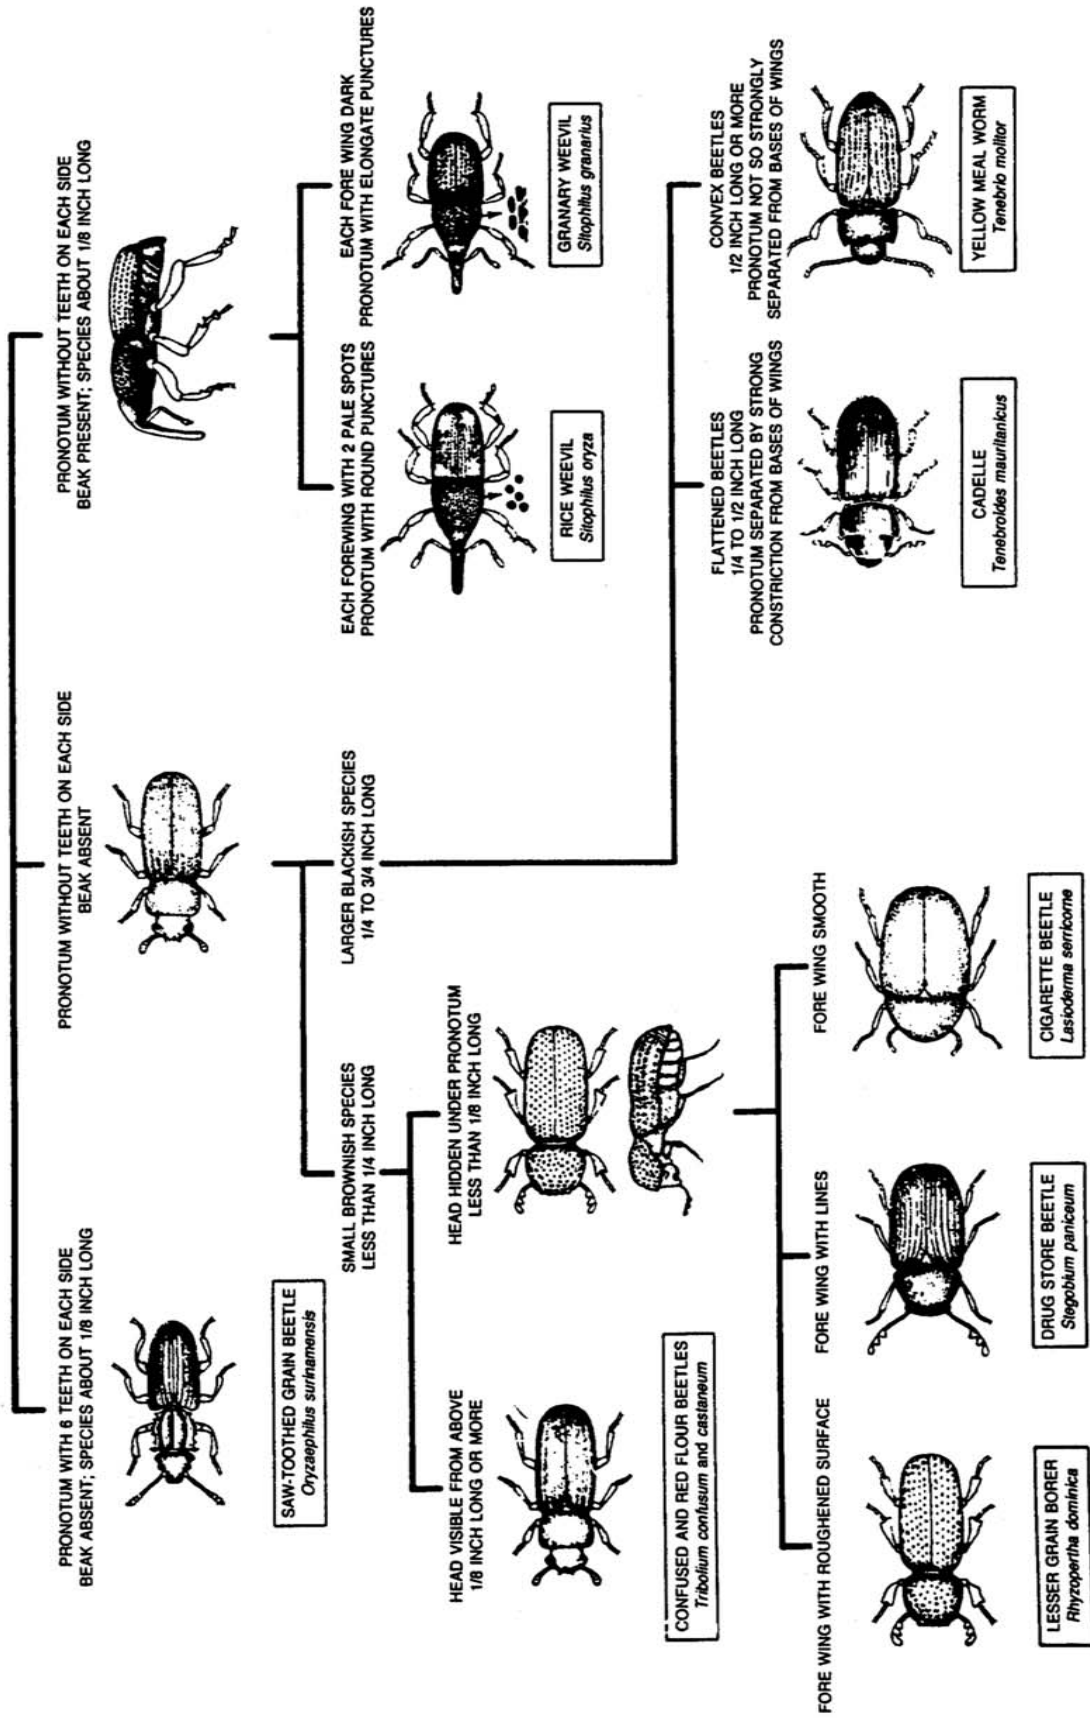 PRONOTUM WITH 6 TEETH ON EACH SIDE
BEAK ABSENT; SPECIES ABOUT 1/8 INCH LONG
PRONOTUM WITHOUT TEETH ON EACH SIDE
BEAK ABSENT
PRONOTUM WITHOUT TEETH ON EACH SIDE
BEAK PRESENT; SPECIES ABOUT 1/8 INCH LONG
SAW-TOOTHED GRAIN BEETLE
Oryzaephilus surinamensis
SMALL BROWNISH SPECIES
LESS THAN 1/4 INCH LONG
LARGER BLACKISH SPECIES
1/4 TO 3/4 INCH LONG
EACH FOREWING WITH 2 PALE SPOTS
PRONOTUM WITH ROUND PUNCTURES
EACH FORE WING DARK
PRONOTUM WITH ELONGATE PUNCTURES
HEAD VISIBLE FROM ABOVE
1/8 INCH LONG OR MORE
HEAD HIDDEN UNDER PRONOTUM
LESS THAN 1/8 INCH LONG
RICE WEEVIL
Sitophilus oryza
GRANARY WEEVIL
Sitophilus granarius
CONFUSED AND RED FLOUR BEETLES
Tribolium confusum and castaneum
FLATTENED BEETLES
1/4 TO 1/2 INCH LONG
PRONOTUM SEPARATED BY STRONG
CONSTRICTION FROM BASES OF WINGS
CONVEX BEETLES
1/2 INCH LONG OR MORE
PRONOTUM NOT SO STRONGLY
SEPARATED FROM BASES OF WINGS
FORE WING WITH ROUGHENED SURFACE
FORE WING WITH LINES
FORE WING SMOOTH
CADELLE
Tenebroides mauritanicus
YELLOW MEAL WORM
Tenebrio molitor
LESSER GRAIN BORER
Rhyzopertha dominica
DRUG STORE BEETLE
Stegobium paniceum
CIGARETTE BEETLE
Lasioderma serricorne